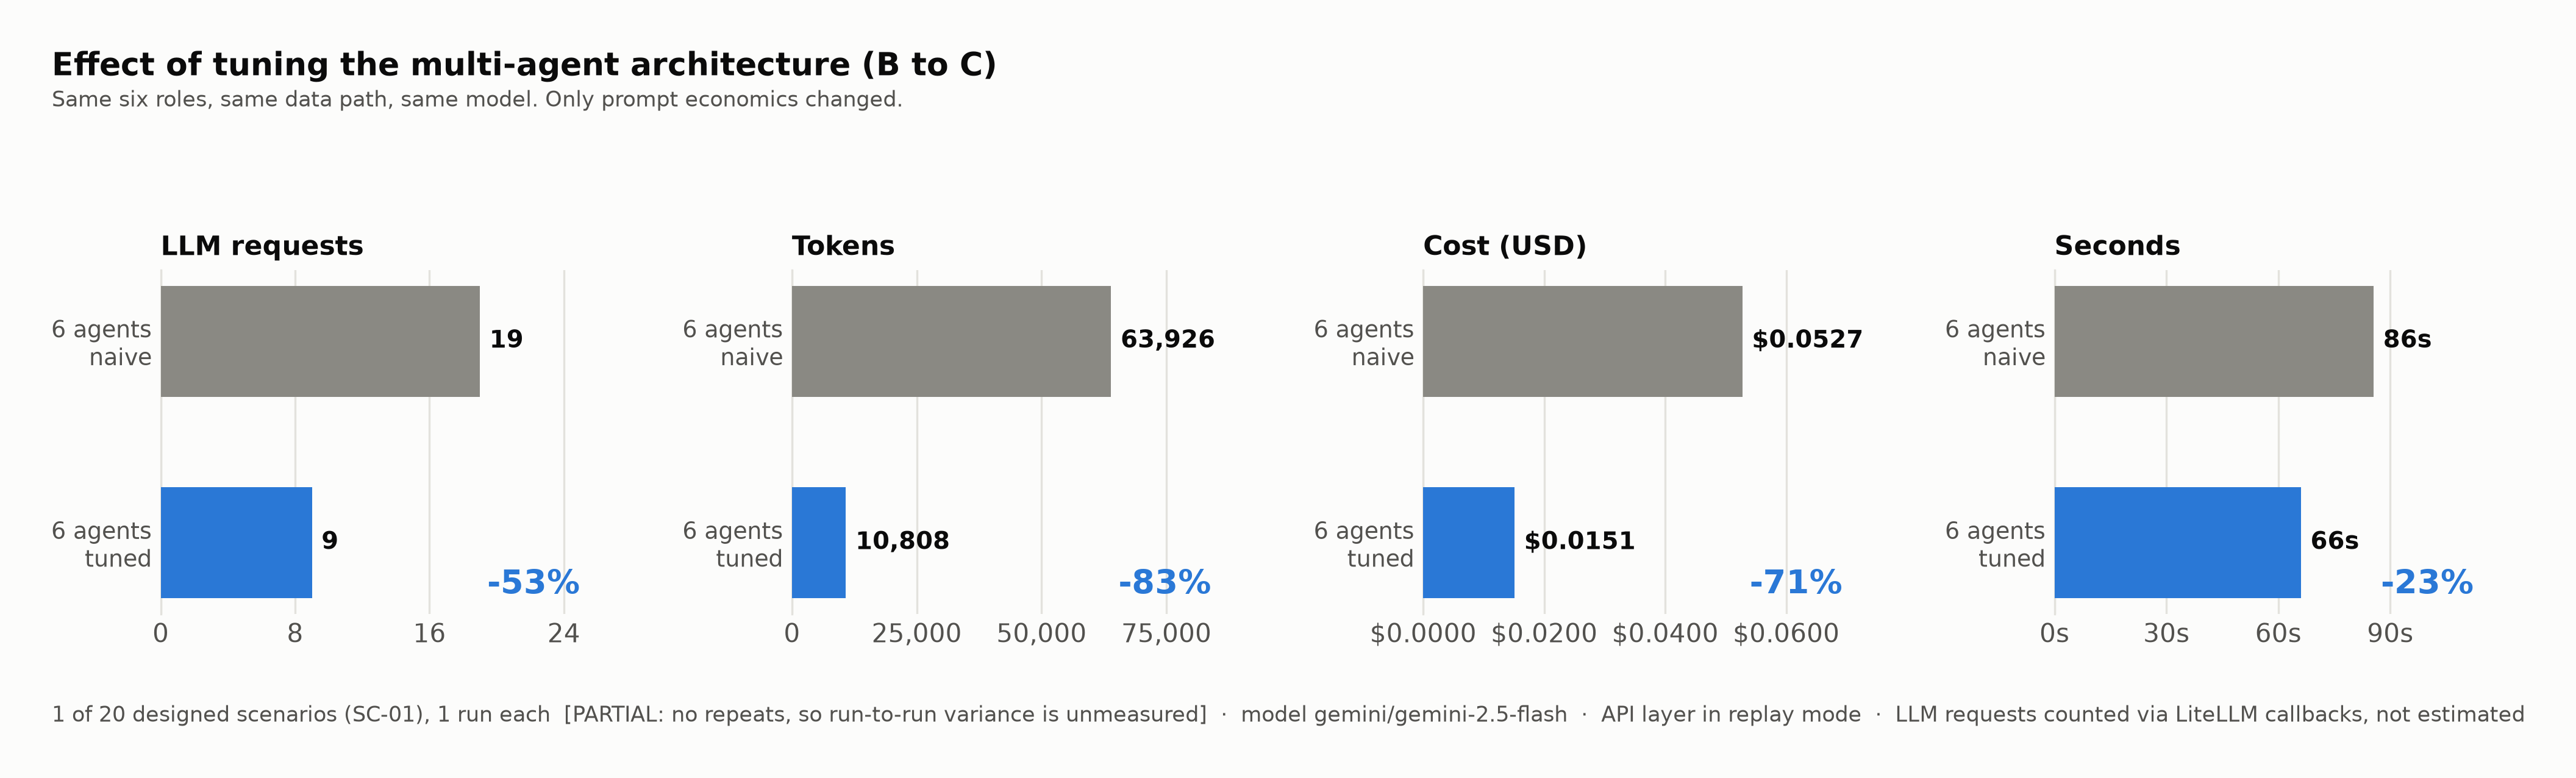 Effect of tuning the multi-agent architecture (B to C)
Same six roles, same data path, same model. Only prompt economics changed.
LLM requests
6 agents
naive
19
6 agents
tuned
9
-53%
0 8 16 24
Tokens
6 agents
naive
63,926
6 agents
tuned
10,808
-83%
0 25,000 50,000 75,000
Cost (USD)
6 agents
naive
$0.0527
6 agents
tuned
$0.0151
-71%
$0.0000 $0.0200 $0.0400 $0.0600
Seconds
6 agents
naive
86s
6 agents
tuned
66s
-23%
0s 30s 60s 90s
1 of 20 designed scenarios (SC-01), 1 run each [PARTIAL: no repeats, so run-to-run variance is unmeasured] · model gemini/gemini-2.5-flash · API layer in replay mode · LLM requests counted via LiteLLM callbacks, not estimated